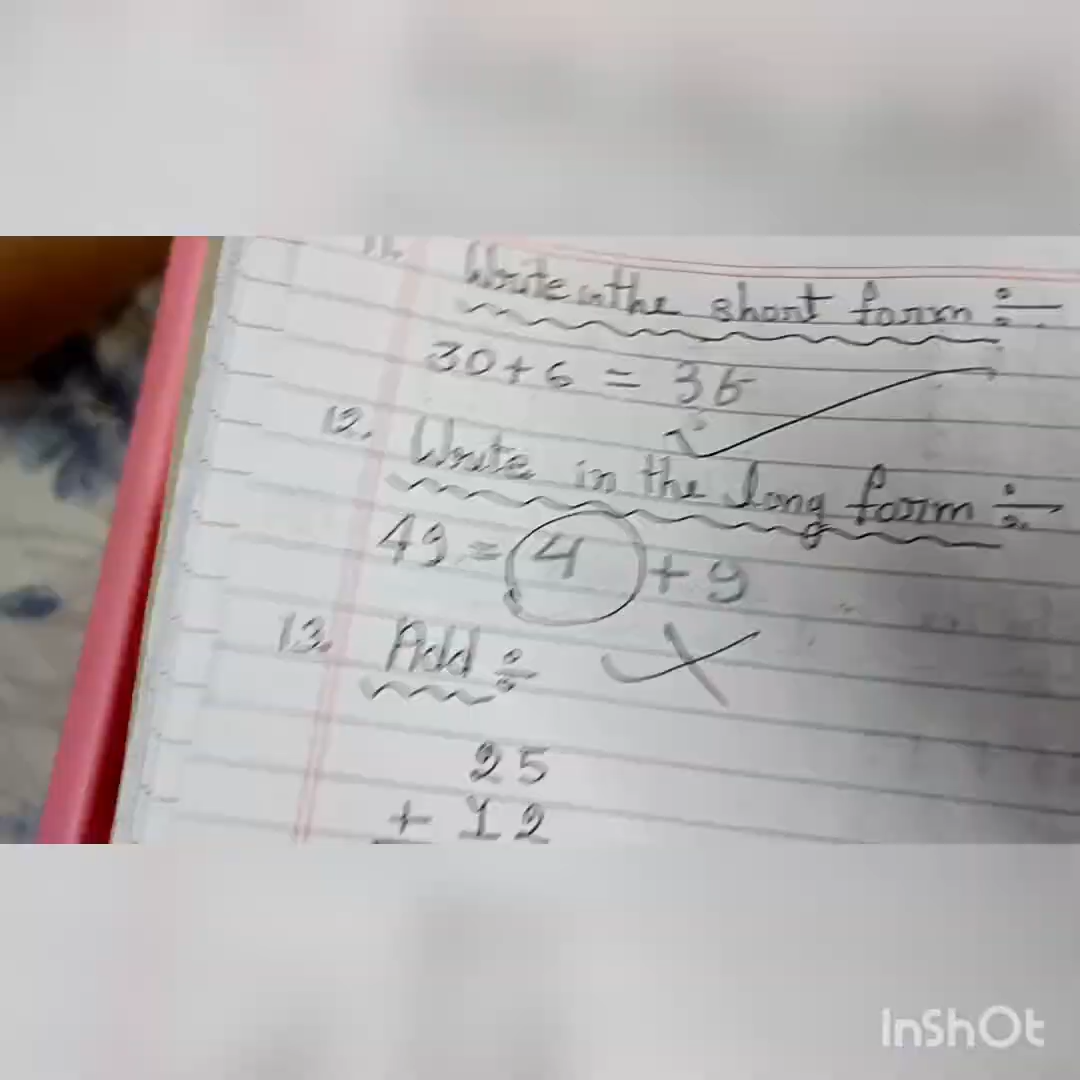 11. Write in the short form ÷
30 + 6 = 36
12. Write in the long form ÷
49 = 4 + 9
13. Add ÷
25
+ 12
InShOt